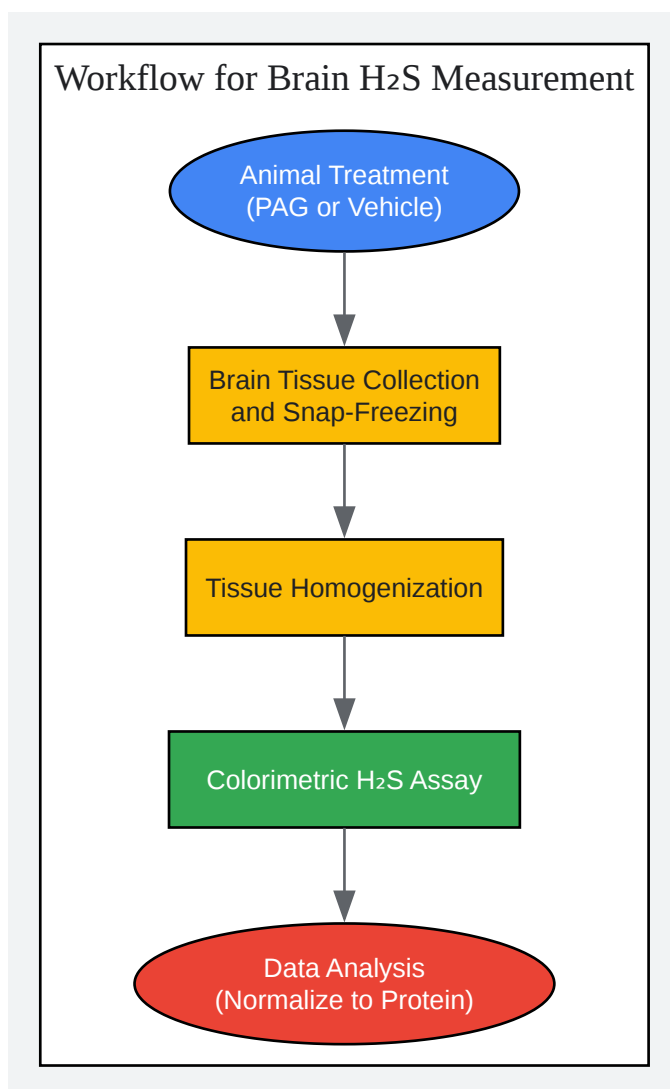 Workflow for Brain H₂S Measurement
Animal Treatment
(PAG or Vehicle)
Brain Tissue Collection
and Snap-Freezing
Tissue Homogenization
Colorimetric H₂S Assay
Data Analysis
(Normalize to Protein)